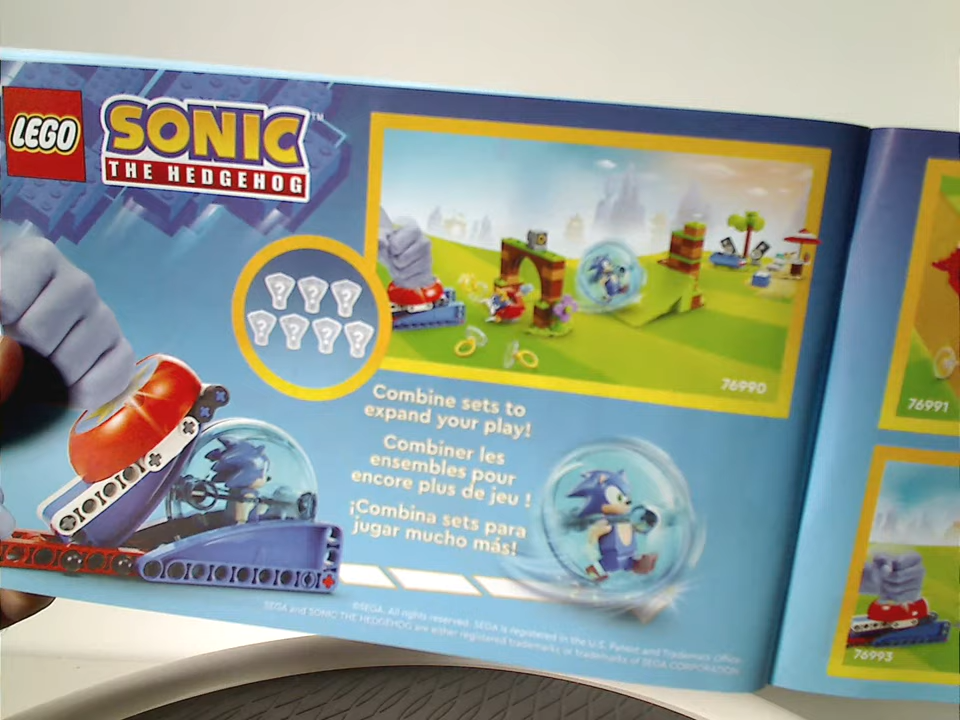 LEGO
SONIC™
THE HEDGEHOG
? ? ?
? ? ? ?
76990
Combine sets to
expand your play!
Combiner les
ensembles pour
encore plus de jeu !
¡Combina sets para
jugar mucho más!
©SEGA. All rights reserved. SEGA is registered in the U.S. Patent and Trademark Office.
SEGA and SONIC THE HEDGEHOG are either registered trademarks or trademarks of SEGA CORPORATION.
76991
76993